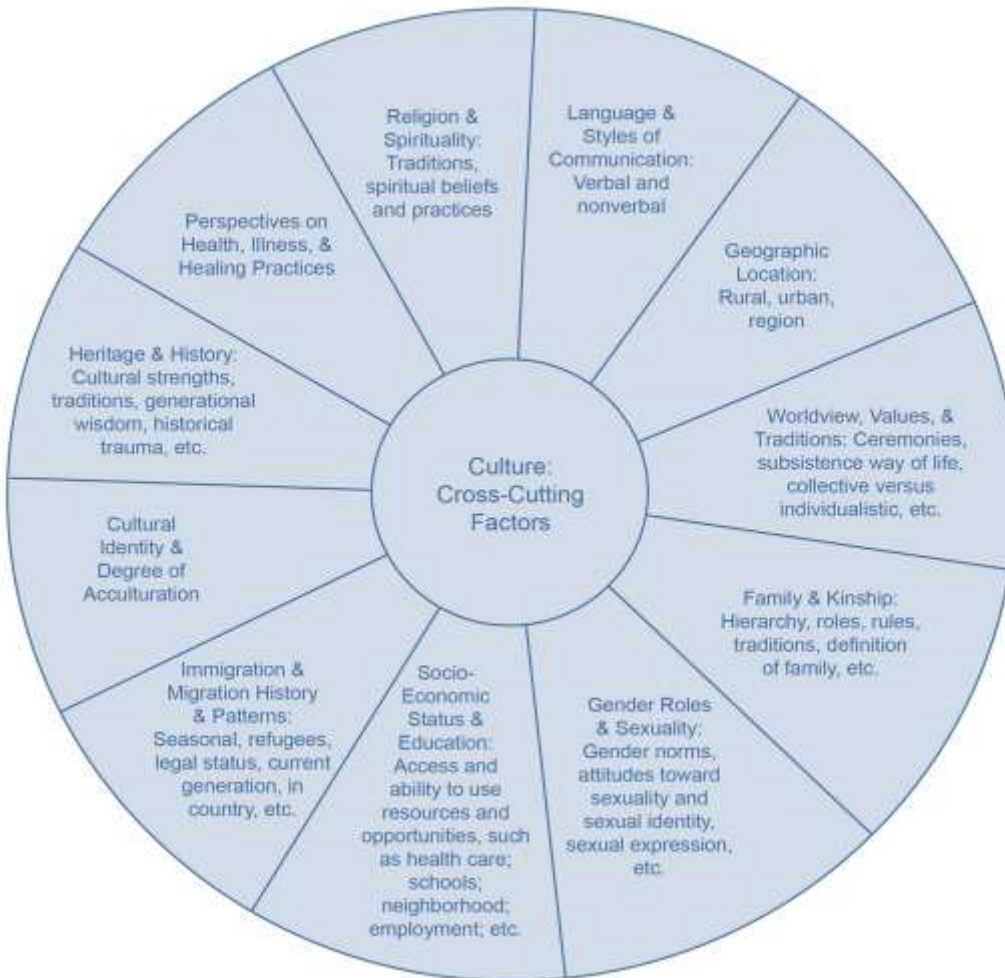 Language &
Styles of
Communication:
Verbal and
nonverbal
Geographic
Location:
Rural, urban,
region
Worldview, Values, &
Traditions: Ceremonies,
subsistence way of life,
collective versus
individualistic, etc.
Family & Kinship:
Hierarchy, roles, rules,
traditions, definition
of family, etc.
Gender Roles
& Sexuality:
Gender norms,
attitudes toward
sexuality and
sexual identity,
sexual expression,
etc.
Socio-
Economic
Status &
Education:
Access and
ability to use
resources and
opportunities, such
as health care;
schools;
neighborhood;
employment; etc.
Immigration &
Migration History
& Patterns:
Seasonal, refugees,
legal status, current
generation, in
country, etc.
Cultural
Identity &
Degree of
Acculturation
Heritage & History:
Cultural strengths,
traditions, generational
wisdom, historical
trauma, etc.
Perspectives on
Health, Illness, &
Healing Practices
Religion &
Spirituality:
Traditions,
spiritual beliefs
and practices
Culture:
Cross-Cutting
Factors